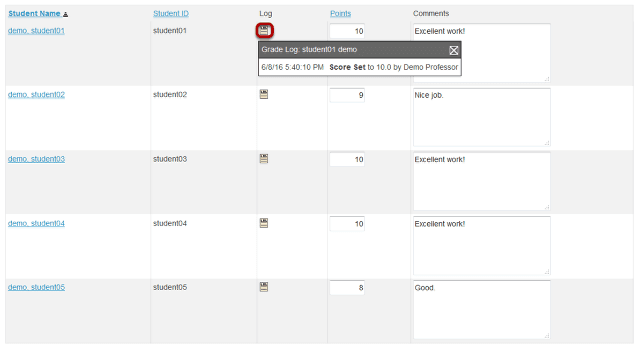 Student Name Student ID Log Points Comments
demo, student01 student01 10 Excellent work!
Grade Log: student01 demo
6/8/16 5:40:10 PM Score Set to 10.0 by Demo Professor
demo, student02 student02 9 Nice job.
demo, student03 student03 10 Excellent work!
demo, student04 student04 10 Excellent work!
demo, student05 student05 8 Good.